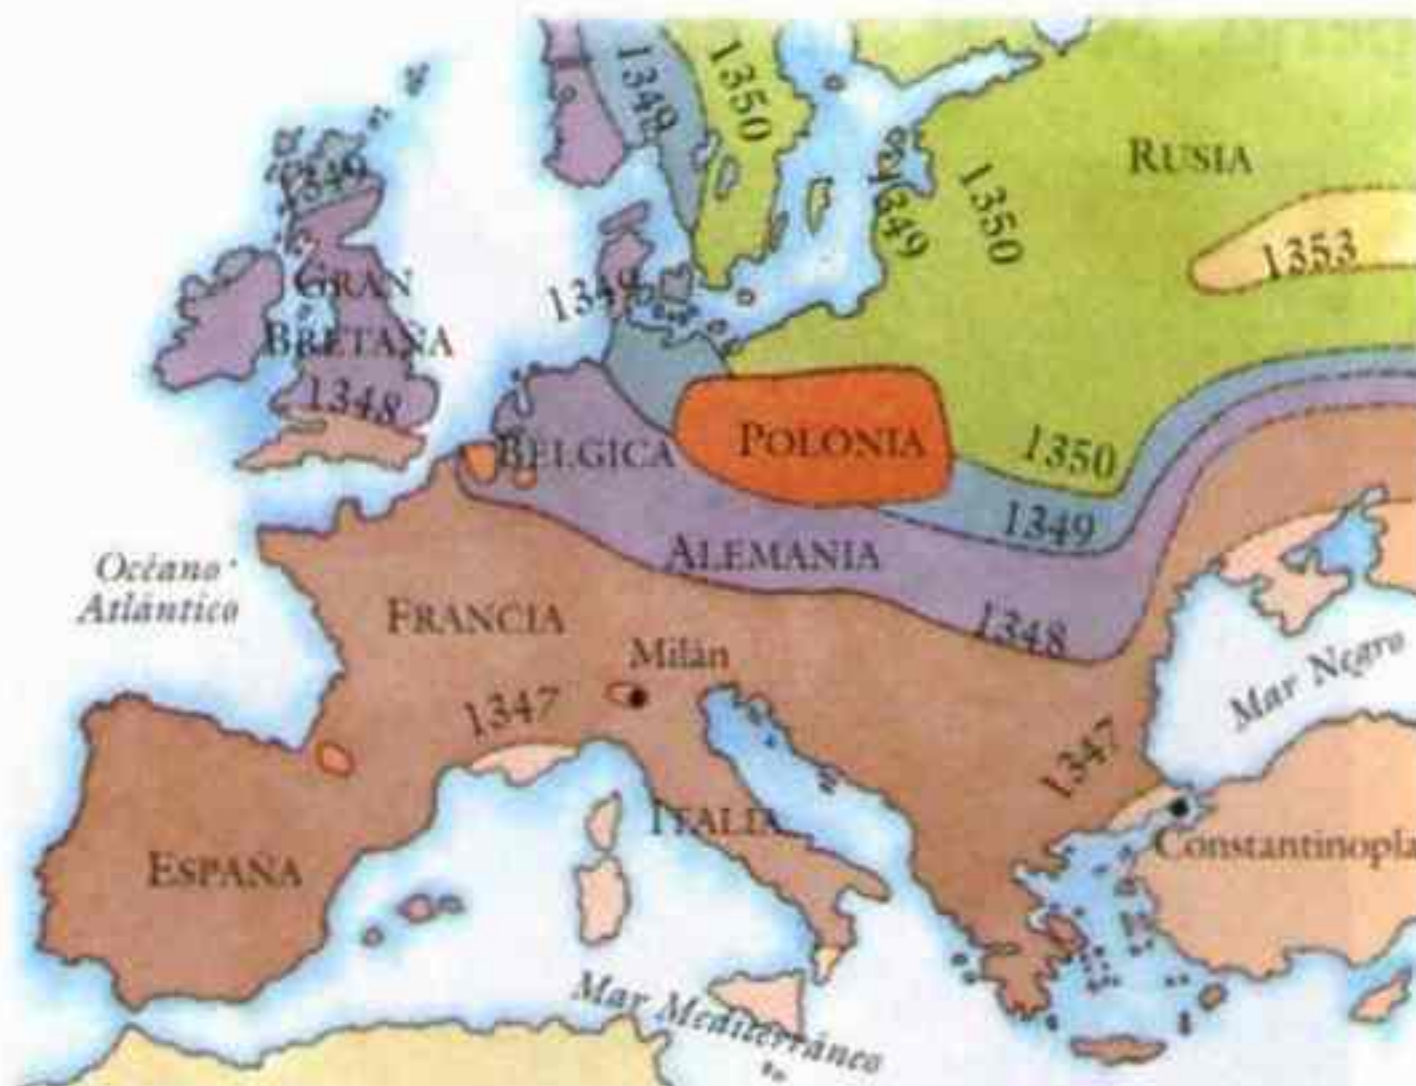 1349
1350
RUSIA
1349
1349
1350
1353
GRAN
BRETAÑA
1349
1348
BELGICA
POLONIA
1350
1349
ALEMANIA
Océano
Atlántico
FRANCIA
1348
Milán
1347
Mar Negro
1347
ITALIA
Constantinopla
ESPAÑA
Mar Mediterráneo